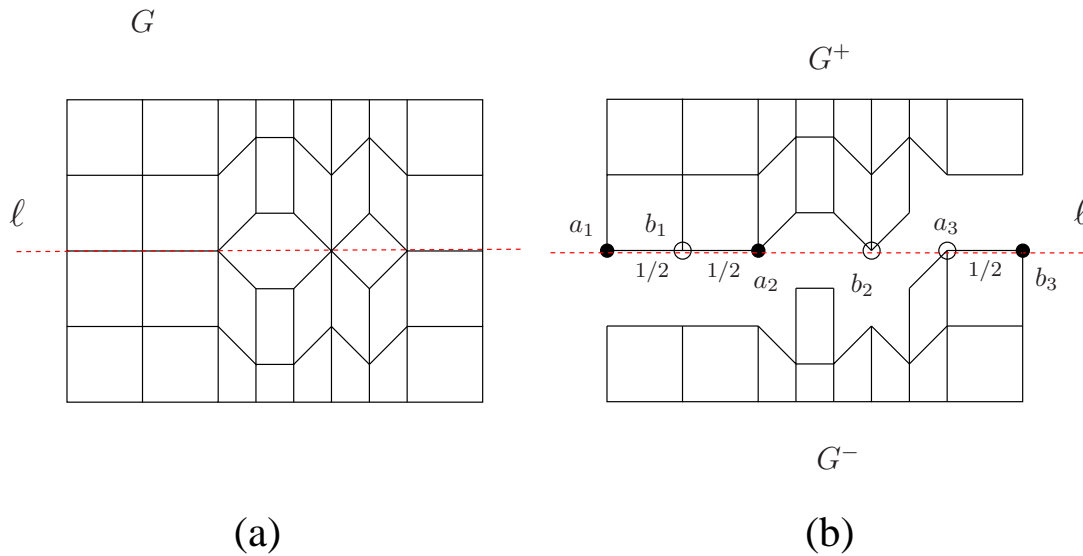 G
G⁺
ℓ
ℓ
a₁
b₁
a₃
1/2
1/2
a₂
b₂
1/2
b₃
G⁻
(a)
(b)